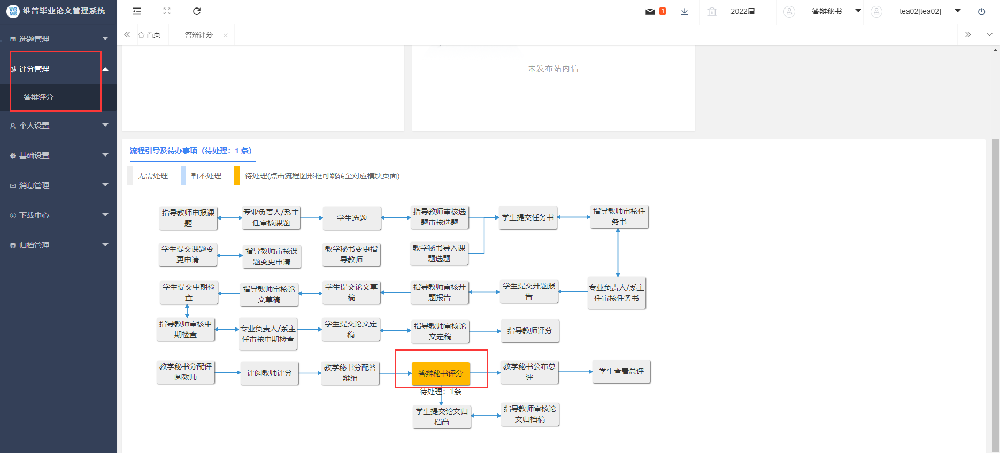 VG
MS
维普毕业论文管理系统
1
2022届
答辩秘书
tea02[tea02]
首页
答辩评分
选题管理
评分管理
答辩评分
个人设置
基础设置
消息管理
下载中心
归档管理
未发布站内信
流程引导及待办事项（待处理：1 条）
无需处理
暂不处理
待处理(点击流程图形框可跳转至对应模块页面)
指导教师申报课
题
专业负责人/系主
任审核课题
学生选题
指导教师审核选
题审核选题
学生提交任务书
指导教师审核任
务书
学生提交课题变
更申请
指导教师审核课
题变更申请
教学秘书变更指
导教师
教学秘书导入课
题选题
学生提交中期检
查
指导教师审核论
文草稿
学生提交论文草
稿
指导教师审核开
题报告
学生提交开题报
告
专业负责人/系主
任审核任务书
指导教师审核中
期检查
专业负责人/系主
任审核中期检查
学生提交论文定
稿
指导教师审核论
文定稿
指导教师评分
教学秘书分配评
阅教师
评阅教师评分
教学秘书分配答
辩组
答辩秘书评分
待处理：1条
教学秘书公布总
评
学生查看总评
学生提交论文归
档高
指导教师审核论
文归档稿